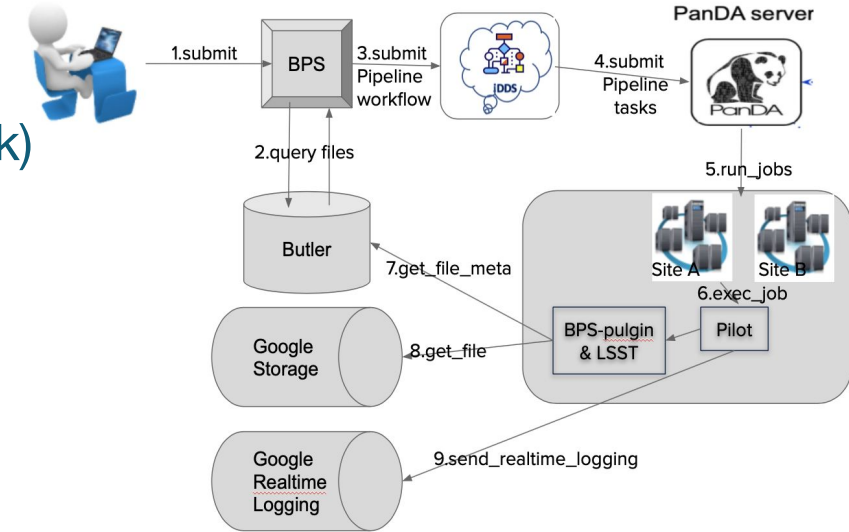 PanDA server
1.submit
BPS
3.submit
Pipeline
workflow
iDDS
4.submit
Pipeline
tasks
PanDA
k)
2.query files
5.run_jobs
Butler
Site A
Site B
7.get_file_meta
6.exec_job
Google
Storage
8.get_file
BPS-pulgin
& LSST
Pilot
Google
Realtime
Logging
9.send_realtime_logging